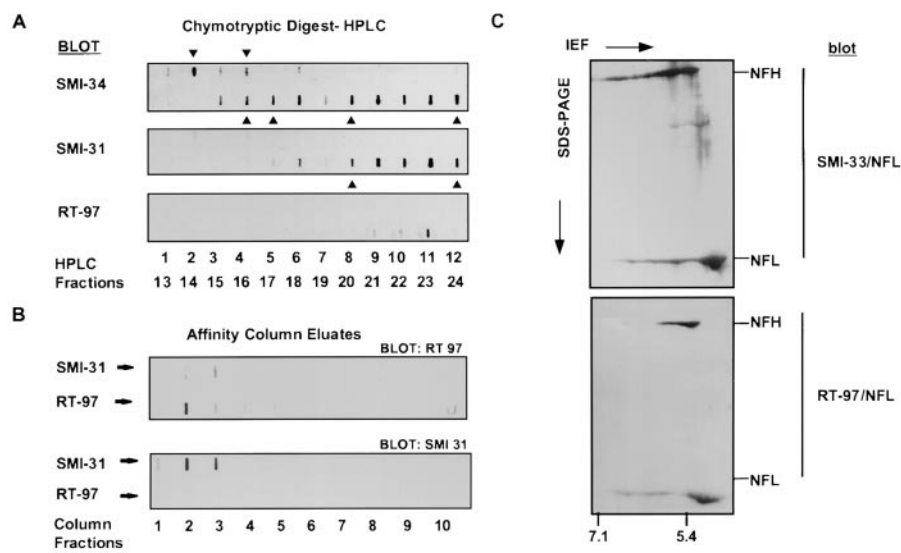 A
Chymotryptic Digest- HPLC
BLOT
SMI-34
SMI-31
RT-97
1 2 3 4 5 6 7 8 9 10 11 12
HPLC
Fractions 13 14 15 16 17 18 19 20 21 22 23 24
B
Affinity Column Eluates
BLOT: RT 97
SMI-31
RT-97
BLOT: SMI 31
SMI-31
RT-97
Column
Fractions
1 2 3 4 5 6 7 8 9 10
C
IEF
blot
SDS-PAGE
NFH
SMI-33/NFL
NFL
NFH
RT-97/NFL
NFL
7.1 5.4